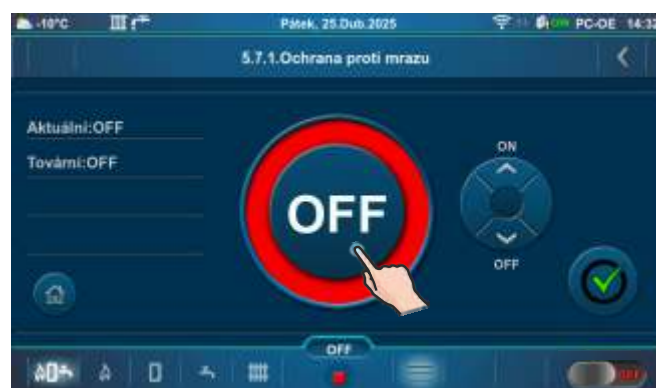 -10°C Pátek, 25.Dub.2025 PC-OE 14:32
5.7.1.Ochrana proti mrazu
Aktuální:OFF
Tovární:OFF
ON
OFF
OFF
OFF
OFF